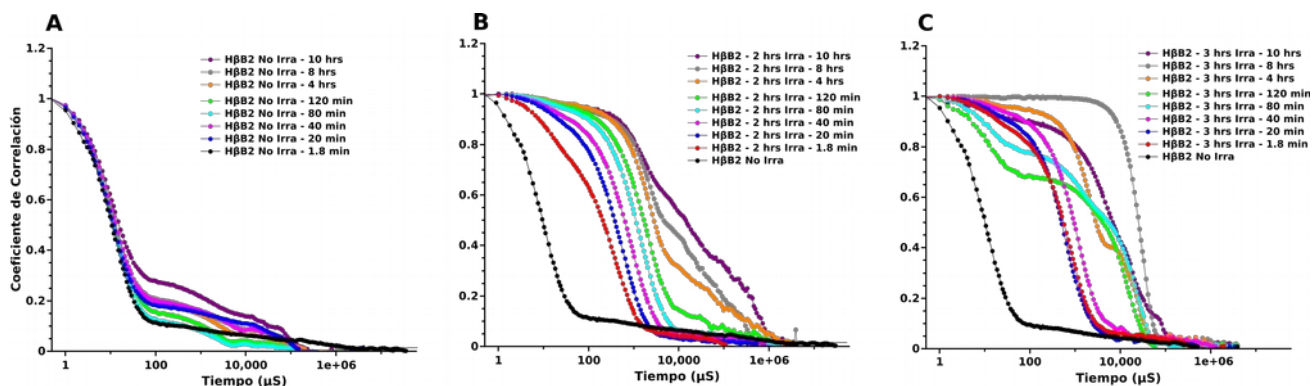 A
1.2
1
0.8
0.6
0.4
0.2
0
Coeficiente de Correlación
HβB2 No Irra - 10 hrs
HβB2 No Irra - 8 hrs
HβB2 No Irra - 4 hrs
HβB2 No Irra - 120 min
HβB2 No Irra - 80 min
HβB2 No Irra - 40 min
HβB2 No Irra - 20 min
HβB2 No Irra - 1.8 min
1 100 10,000 1e+06
Tiempo (µS)
B
1.2
1
0.8
0.6
0.4
0.2
0
HβB2 - 2 hrs Irra - 10 hrs
HβB2 - 2 hrs Irra - 8 hrs
HβB2 - 2 hrs Irra - 4 hrs
HβB2 - 2 hrs Irra - 120 min
HβB2 - 2 hrs Irra - 80 min
HβB2 - 2 hrs Irra - 40 min
HβB2 - 2 hrs Irra - 20 min
HβB2 - 2 hrs Irra - 1.8 min
HβB2 No Irra
1 100 10,000 1e+06
Tiempo (µS)
C
1.2
1
0.8
0.6
0.4
0.2
0
HβB2 - 3 hrs Irra - 10 hrs
HβB2 - 3 hrs Irra - 8 hrs
HβB2 - 3 hrs Irra - 4 hrs
HβB2 - 3 hrs Irra - 120 min
HβB2 - 3 hrs Irra - 80 min
HβB2 - 3 hrs Irra - 40 min
HβB2 - 3 hrs Irra - 20 min
HβB2 - 3 hrs Irra - 1.8 min
HβB2 No Irra
1 100 10,000 1e+06
Tiempo (µS)